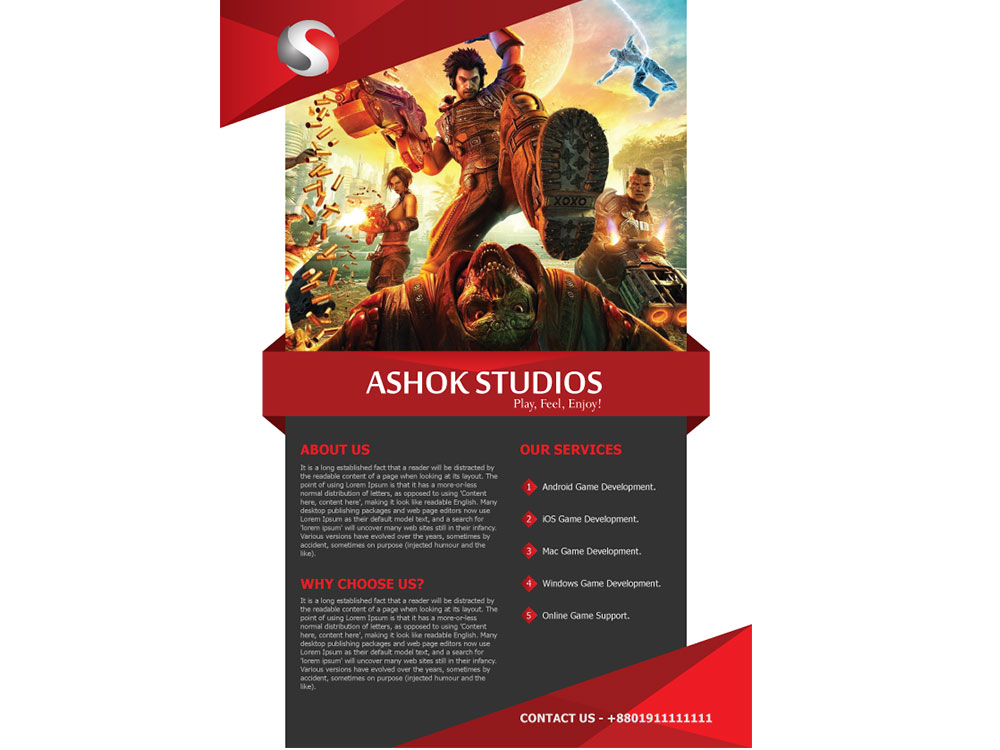 S
XOXO
XOXO
ASHOK STUDIOS
Play, Feel, Enjoy!
ABOUT US
It is a long established fact that a reader will be distracted by
the readable content of a page when looking at its layout. The
point of using Lorem Ipsum is that it has a more-or-less
normal distribution of letters, as opposed to using 'Content
here, content here', making it look like readable English. Many
desktop publishing packages and web page editors now use
Lorem Ipsum as their default model text, and a search for
'lorem ipsum' will uncover many web sites still in their infancy.
Various versions have evolved over the years, sometimes by
accident, sometimes on purpose (injected humour and the
like).
WHY CHOOSE US?
It is a long established fact that a reader will be distracted by
the readable content of a page when looking at its layout. The
point of using Lorem Ipsum is that it has a more-or-less
normal distribution of letters, as opposed to using 'Content
here, content here', making it look like readable English. Many
desktop publishing packages and web page editors now use
Lorem Ipsum as their default model text, and a search for
'lorem ipsum' will uncover many web sites still in their infancy.
Various versions have evolved over the years, sometimes by
accident, sometimes on purpose (injected humour and the
like).
OUR SERVICES
1 Android Game Development.
2 iOS Game Development.
3 Mac Game Development.
4 Windows Game Development.
5 Online Game Support.
CONTACT US - +8801911111111